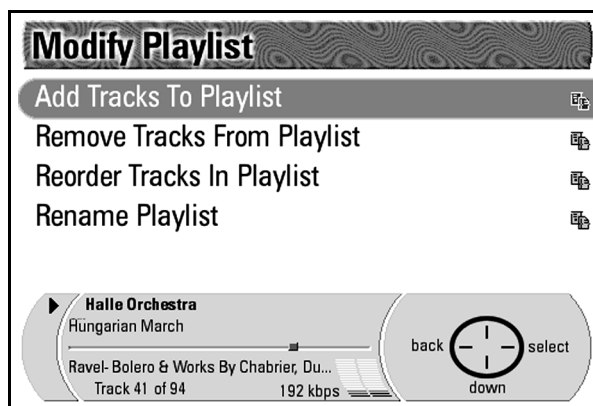 Modify Playlist
Add Tracks To Playlist
Remove Tracks From Playlist
Reorder Tracks In Playlist
Rename Playlist
Halle Orchestra
Hungarian March
Ravel- Bolero & Works By Chabrier, Du...
Track 41 of 94 192 kbps
back select
down